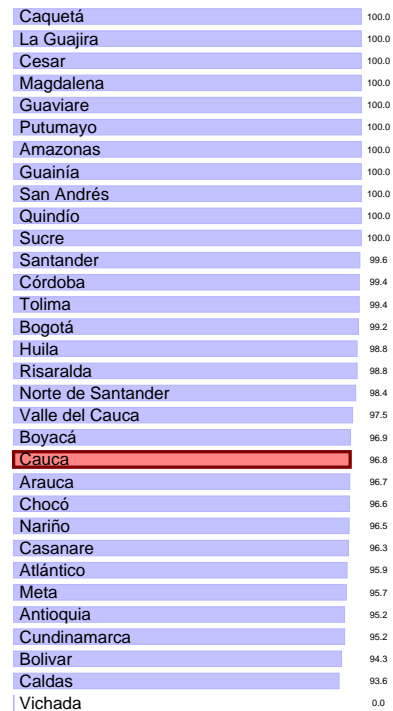 Caquetá 100.0
La Guajira 100.0
Cesar 100.0
Magdalena 100.0
Guaviare 100.0
Putumayo 100.0
Amazonas 100.0
Guainía 100.0
San Andrés 100.0
Quindío 100.0
Sucre 100.0
Santander 99.6
Córdoba 99.4
Tolima 99.4
Bogotá 99.2
Huila 98.8
Risaralda 98.8
Norte de Santander 98.4
Valle del Cauca 97.5
Boyacá 96.9
Cauca 96.8
Arauca 96.7
Chocó 96.6
Nariño 96.5
Casanare 96.3
Atlántico 95.9
Meta 95.7
Antioquia 95.2
Cundinamarca 95.2
Bolivar 94.3
Caldas 93.6
Vichada 0.0